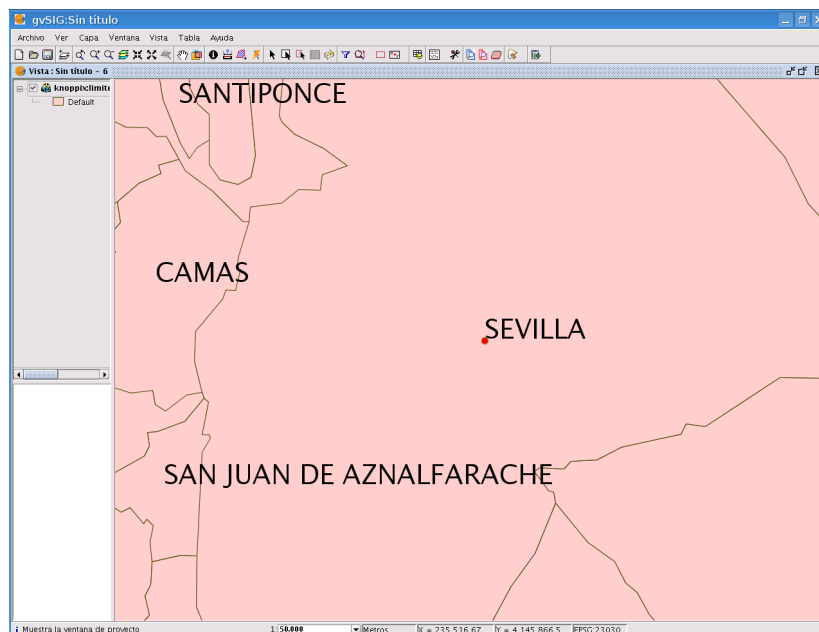 gvSIG:Sin título
Archivo Ver Capa Ventana Vista Tabla Ayuda
Vista: Sin título - 6
knoppix:limite
Default
SANTIPONCE
CAMAS
SEVILLA
SAN JUAN DE AZNALFARACHE
Muestra la ventana de proyecto
1: 50.000
Metros
X = 235.516,67
Y = 4.145.866,5
EPSG:23030